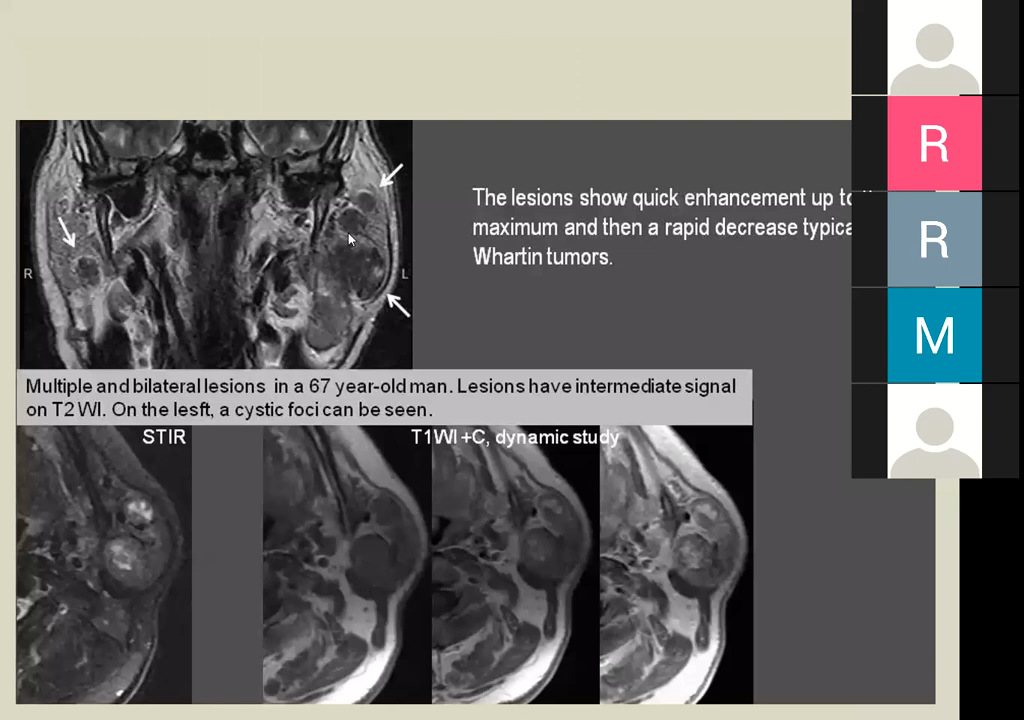 The lesions show quick enhancement up to
maximum and then a rapid decrease
Whartin tumors.
R
L
Multiple and bilateral lesions in a 67 year-old man. Lesions have intermediate signal
on T2 WI. On the lesft, a cystic foci can be seen.
STIR
T1WI +C, dynamic study
R
R
M